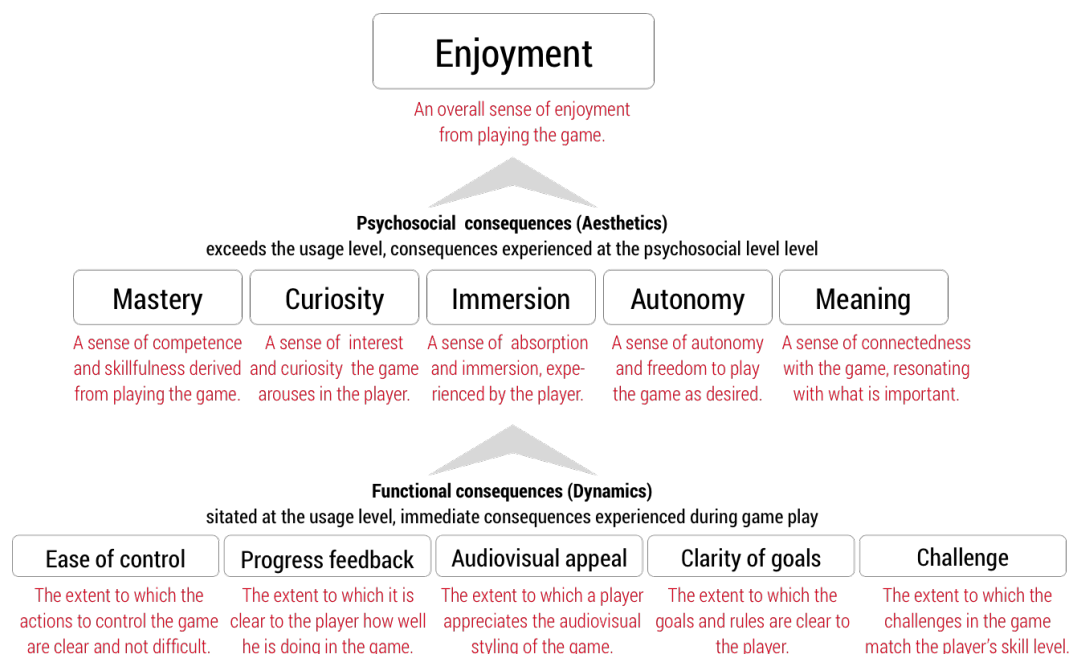 Enjoyment
An overall sense of enjoyment
from playing the game.
Psychosocial consequences (Aesthetics)
exceeds the usage level, consequences experienced at the psychosocial level level
Mastery
A sense of competence
and skillfulness derived
from playing the game.
Curiosity
A sense of interest
and curiosity the game
arouses in the player.
Immersion
A sense of absorption
and immersion, expe-
rienced by the player.
Autonomy
A sense of autonomy
and freedom to play
the game as desired.
Meaning
A sense of connectedness
with the game, resonating
with what is important.
Functional consequences (Dynamics)
sitated at the usage level, immediate consequences experienced during game play
Ease of control
The extent to which the
actions to control the game
are clear and not difficult.
Progress feedback
The extent to which it is
clear to the player how well
he is doing in the game.
Audiovisual appeal
The extent to which a player
appreciates the audiovisual
styling of the game.
Clarity of goals
The extent to which the
goals and rules are clear to
the player.
Challenge
The extent to which the
challenges in the game
match the player's skill level.